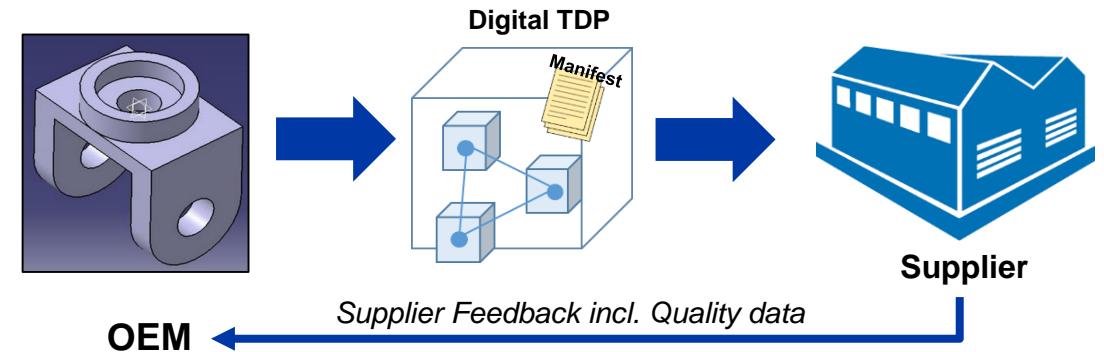 Digital TDP
Manifest
Supplier
Supplier Feedback incl. Quality data
OEM